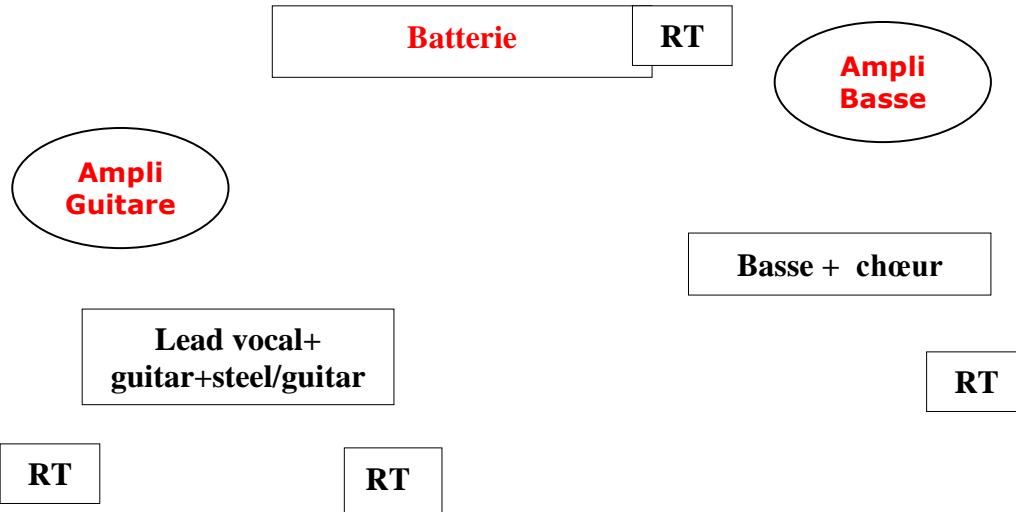 Batterie
RT
Ampli
Basse
Ampli
Guitare
Basse + chœur
Lead vocal+
guitar+steel/guitar
RT
RT
RT